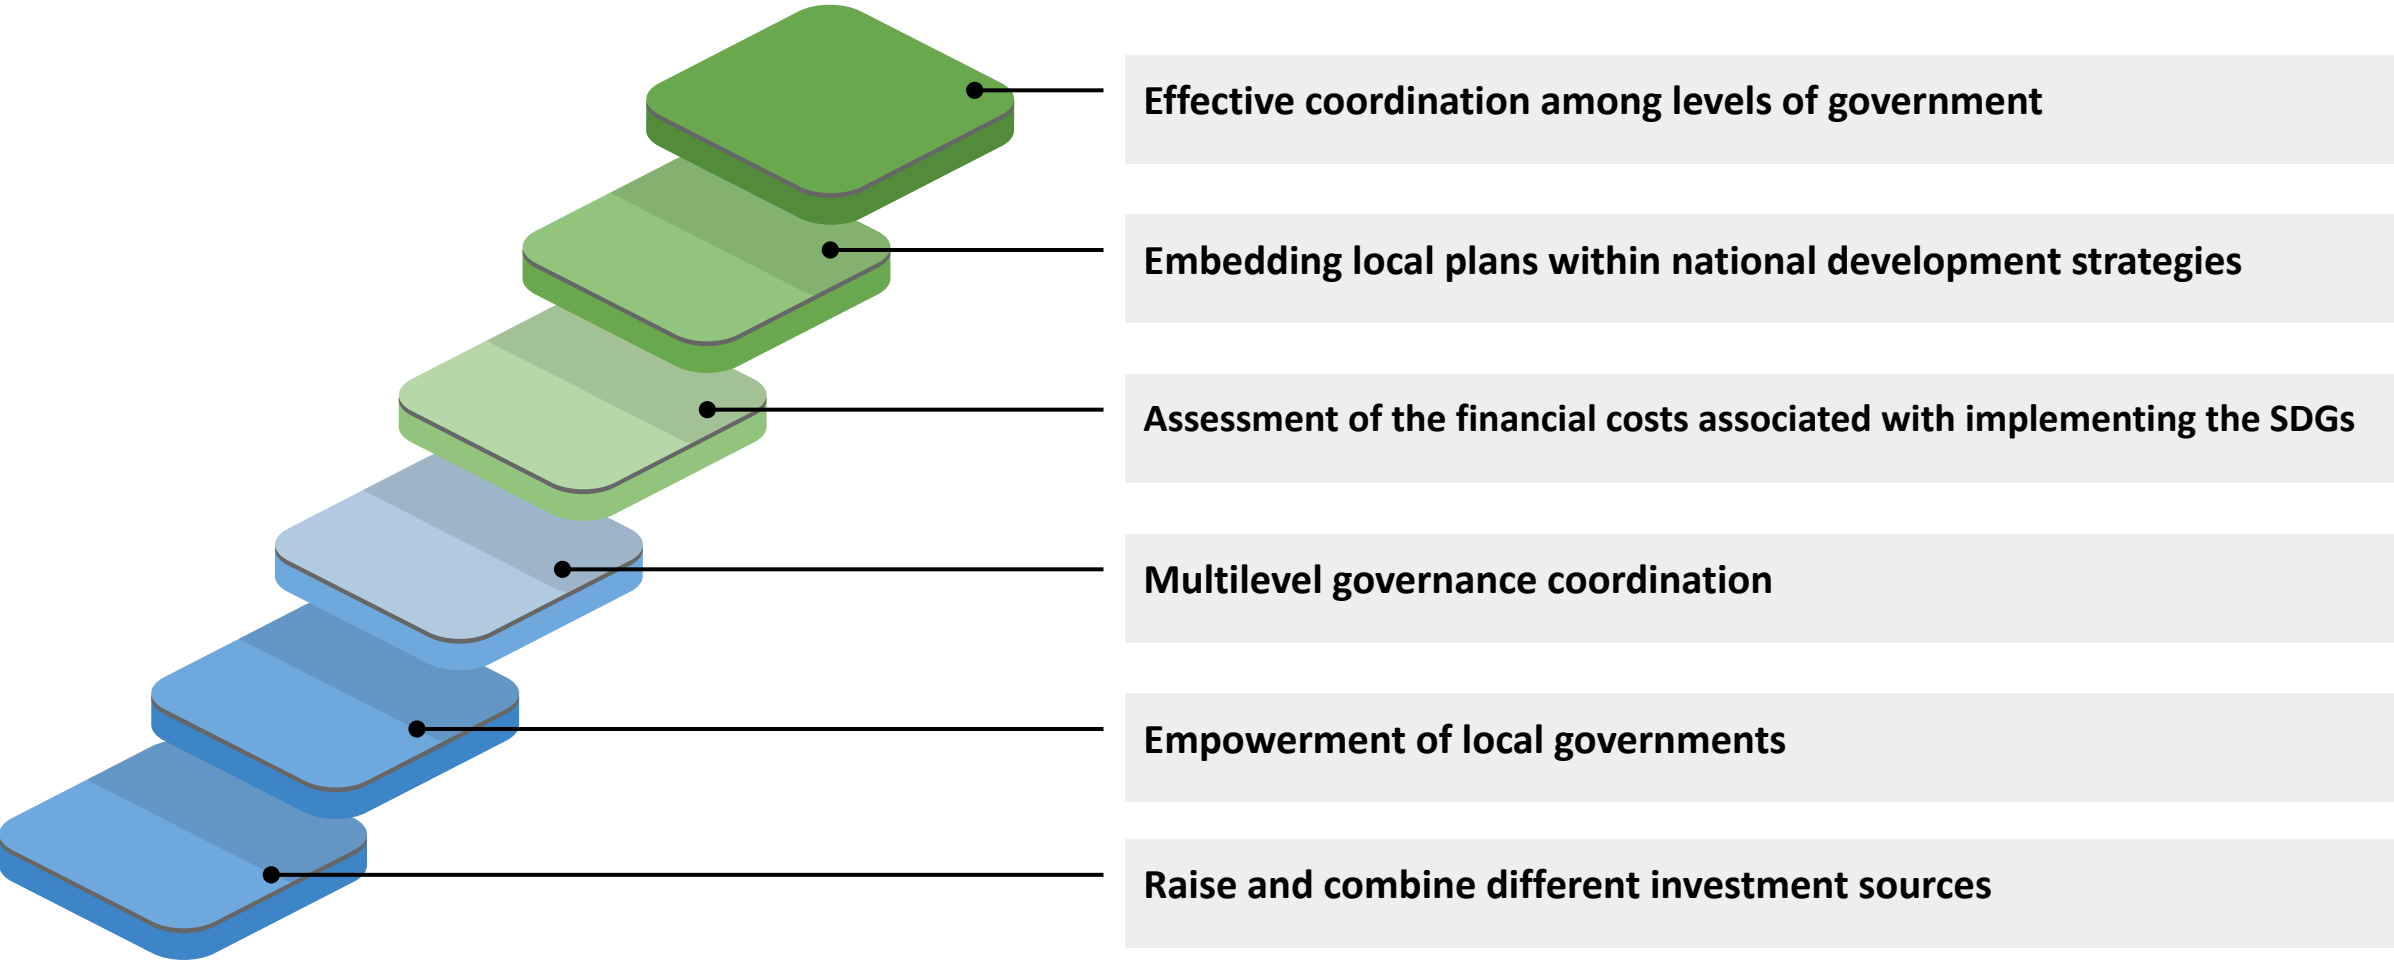 Effective coordination among levels of government
Embedding local plans within national development strategies
Assessment of the financial costs associated with implementing the SDGs
Multilevel governance coordination
Empowerment of local governments
Raise and combine different investment sources